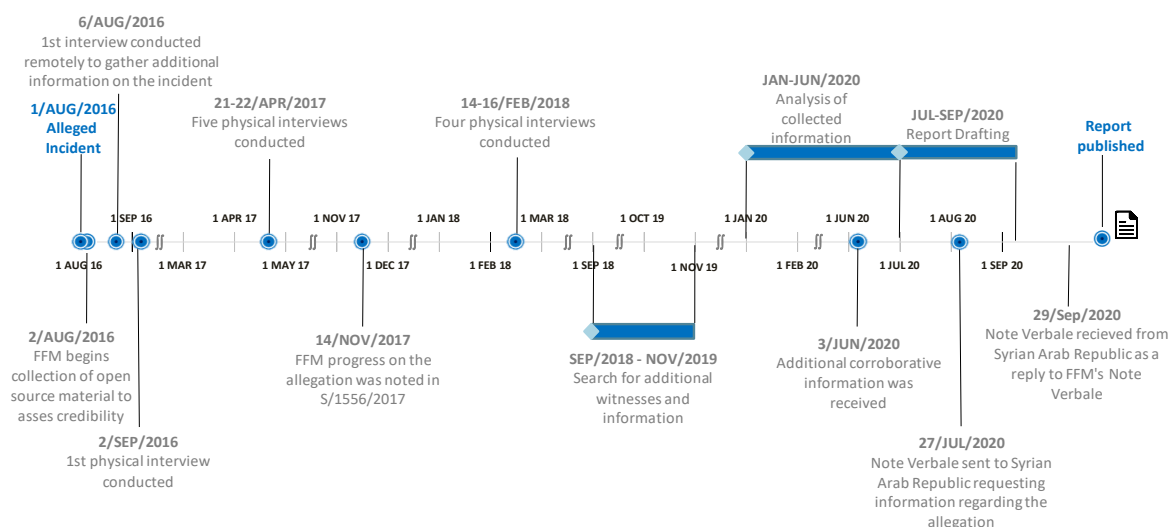 6/AUG/2016
1st interview conducted
remotely to gather additional
information on the incident
1/AUG/2016
Alleged
Incident
21-22/APR/2017
Five physical interviews
conducted
14-16/FEB/2018
Four physical interviews
conducted
JAN-JUN/2020
Analysis of
collected
information
JUL-SEP/2020
Report Drafting
Report
published
1 SEP 16
1 APR 17
1 NOV 17
1 JAN 18
1 MAR 18
1 OCT 19
1 JAN 20
1 JUN 20
1 AUG 20
1 AUG 16
1 MAR 17
1 MAY 17
1 DEC 17
1 FEB 18
1 SEP 18
1 NOV 19
1 FEB 20
1 JUL 20
1 SEP 20
2/AUG/2016
FFM begins
collection of open
source material to
asses credibility
2/SEP/2016
1st physical interview
conducted
14/NOV/2017
FFM progress on the
allegation was noted in
S/1556/2017
SEP/2018 - NOV/2019
Search for additional
witnesses and
information
3/JUN/2020
Additional corroborative
information was
received
27/JUL/2020
Note Verbale sent to Syrian
Arab Republic requesting
information regarding the
allegation
29/Sep/2020
Note Verbale recieved from
Syrian Arab Republic as a
reply to FFM's Note
Verbale